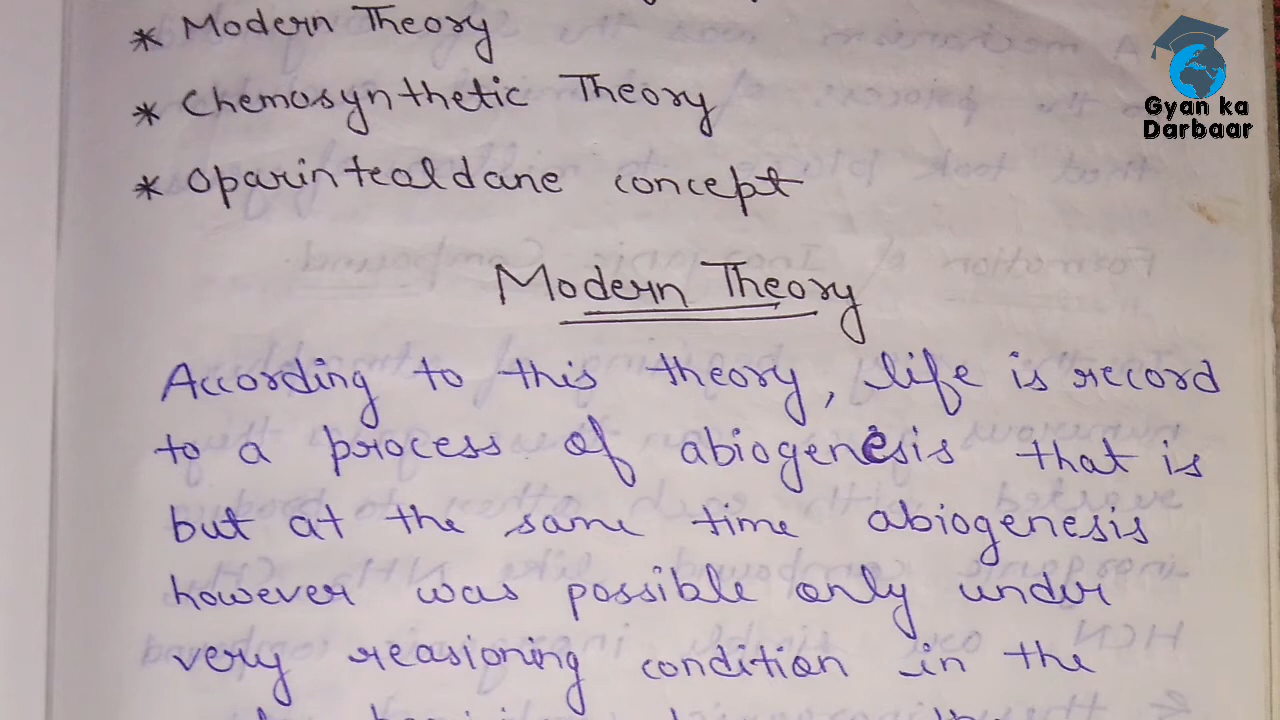 * Modern Theory
* Chemosynthetic Theory
* Oparintealdane concept
Gyan ka
Darbaar
Modern Theory
According to this theory, life is record
to a process of abiogenesis that is
but at the same time abiogenesis
however was possible only under
very reasioning condition in the